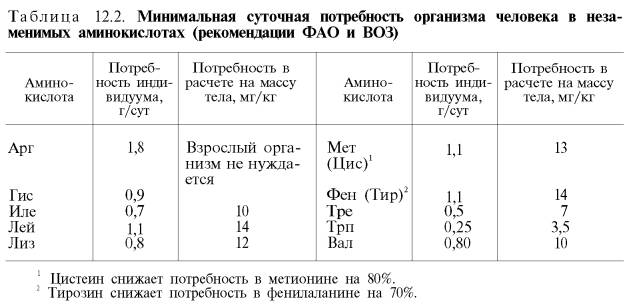 Таблица 12.2. Минимальная суточная потребность организма человека в неза-
менимых аминокислотах (рекомендации ФАО и ВОЗ)
Амино-
кислота
Потреб-
ность инди-
видуума,
г/сут
Потребность в
расчете на массу
тела, мг/кг
Амино-
кислота
Потреб-
ность инди-
видуума,
г/сут
Потребность в
расчете на массу
тела, мг/кг
Арг 1,8 Взрослый орга- Мет 1,1 13
низм не нужда- (Цис)¹
ется
Гис 0,9 Фен (Тир)² 1,1 14
Иле 0,7 10 Тре 0,5 7
Лей 1,1 14 Трп 0,25 3,5
Лиз 0,8 12 Вал 0,80 10
¹ Цистеин снижает потребность в метионине на 80%.
² Тирозин снижает потребность в фенилаланине на 70%.